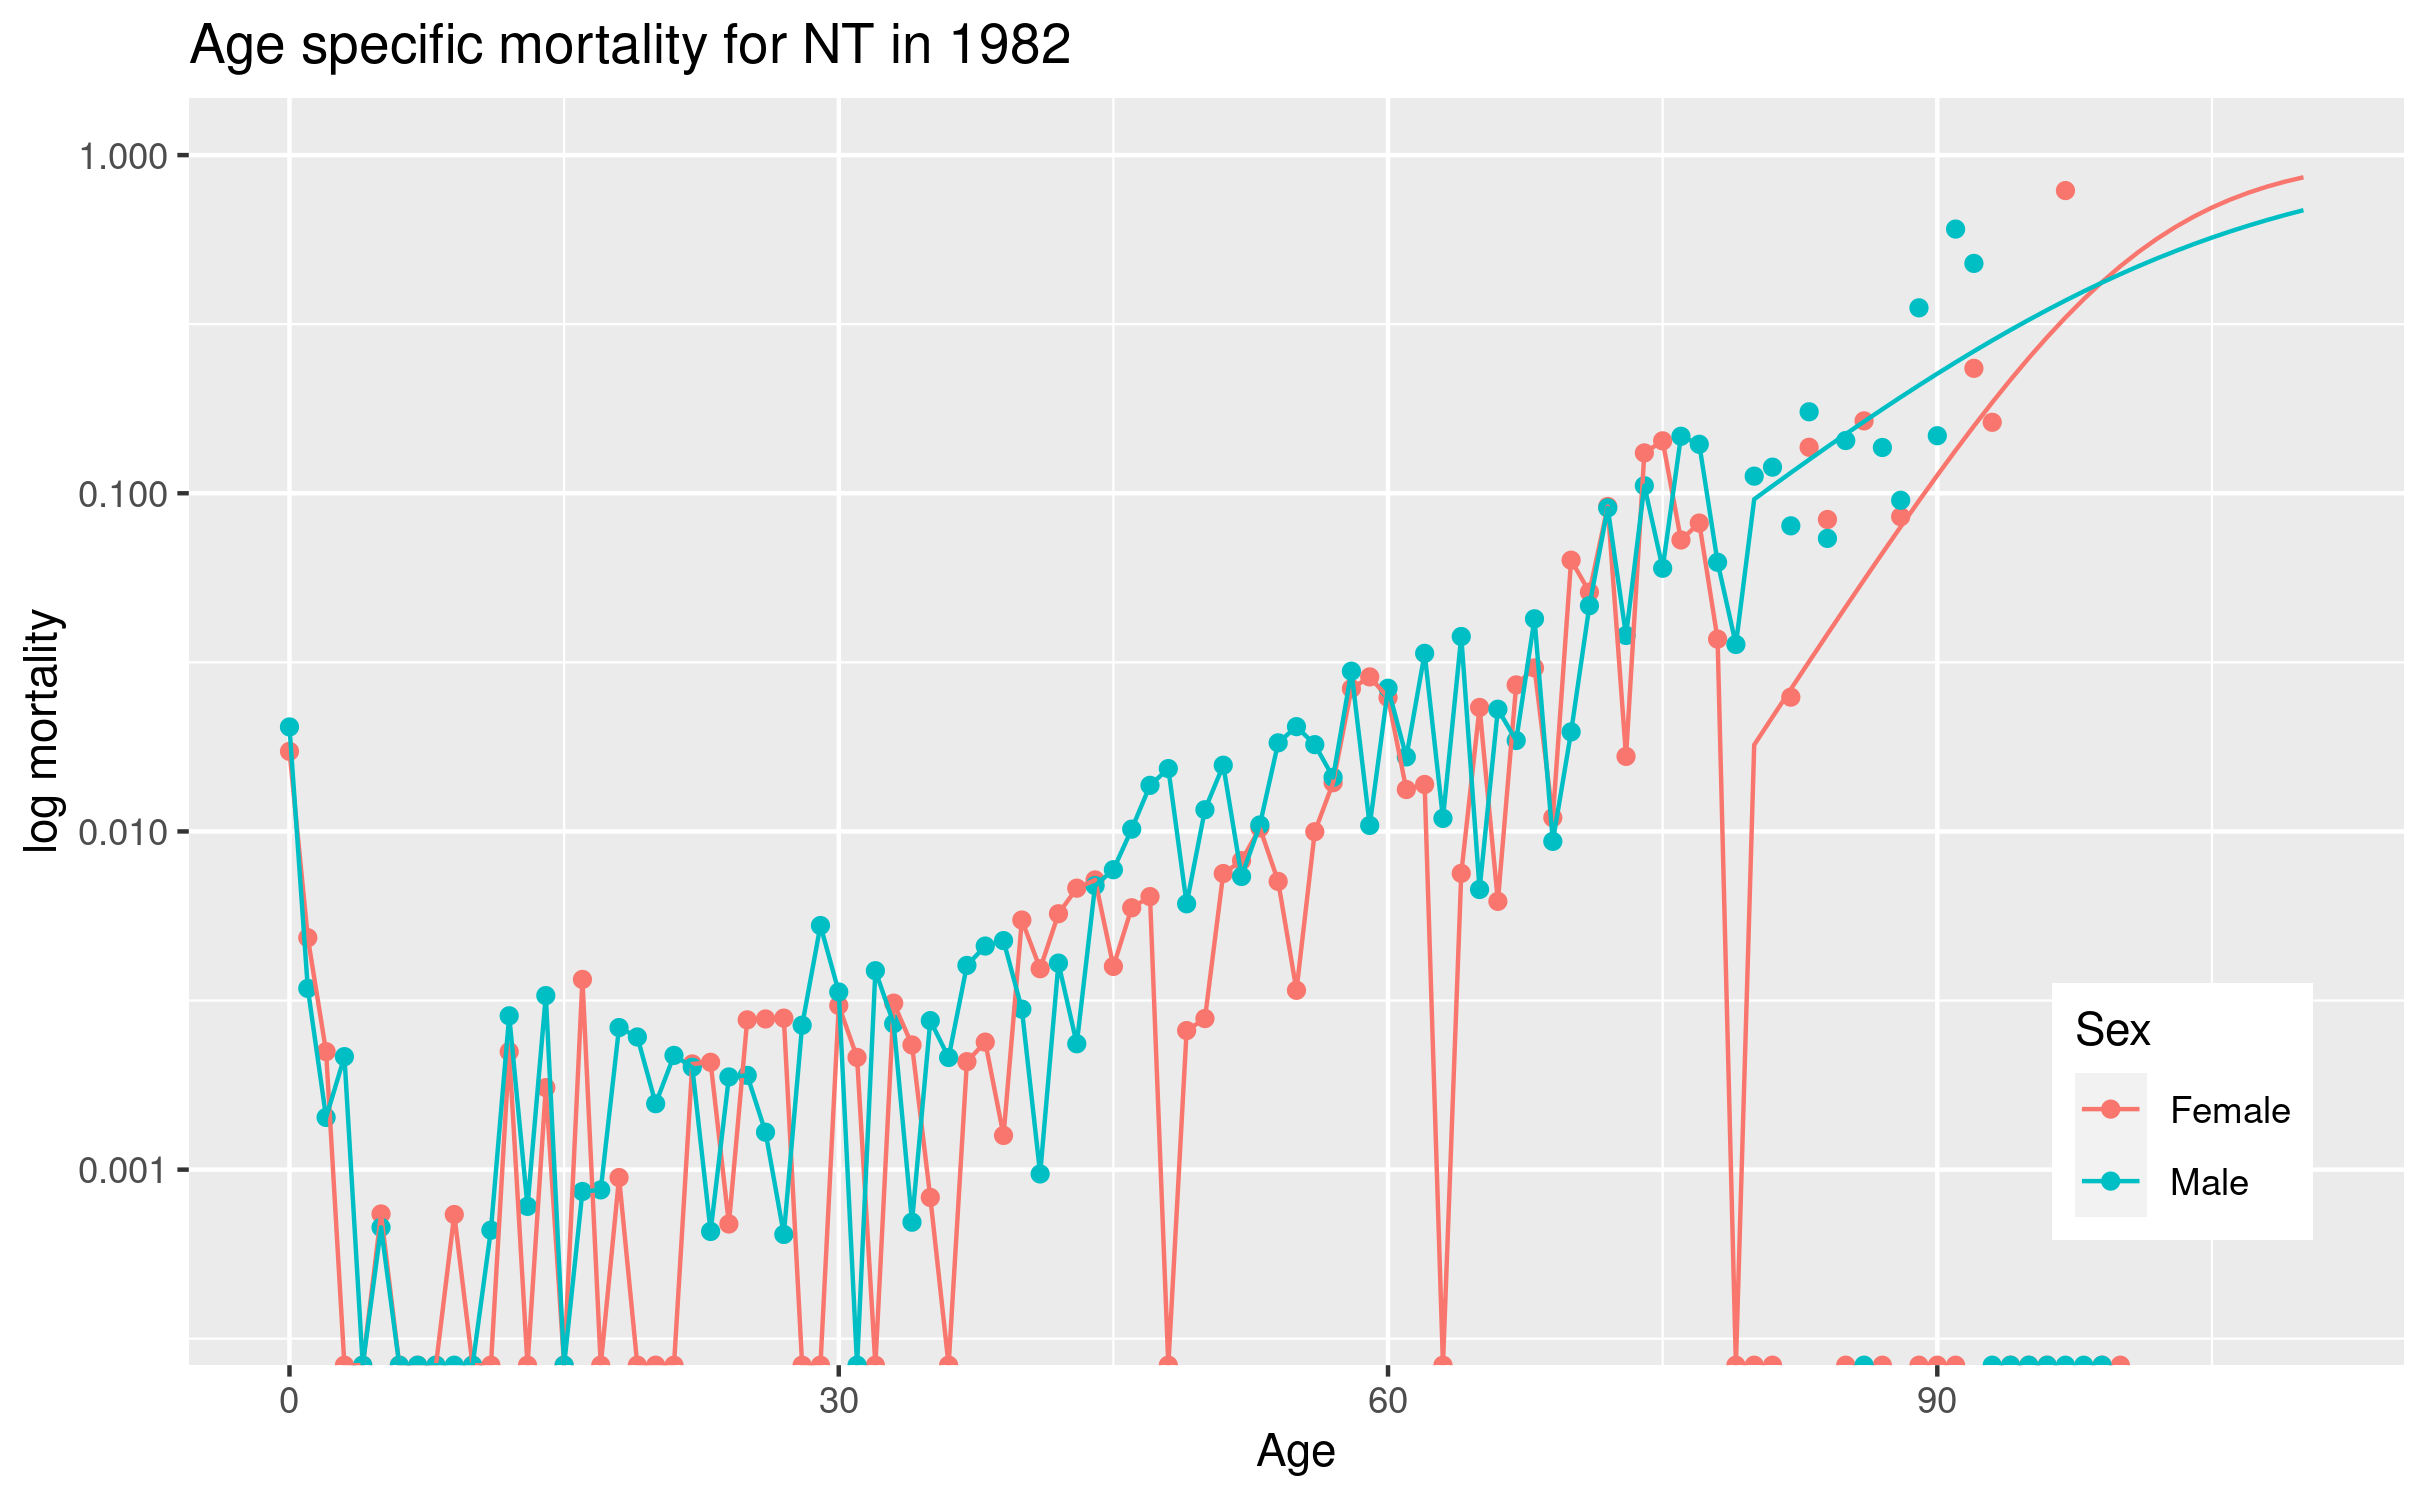 Age specific mortality for NT in 1982
1.000
0.100
0.010
0.001
log mortality
0
30
60
90
Age
Sex
Female
Male